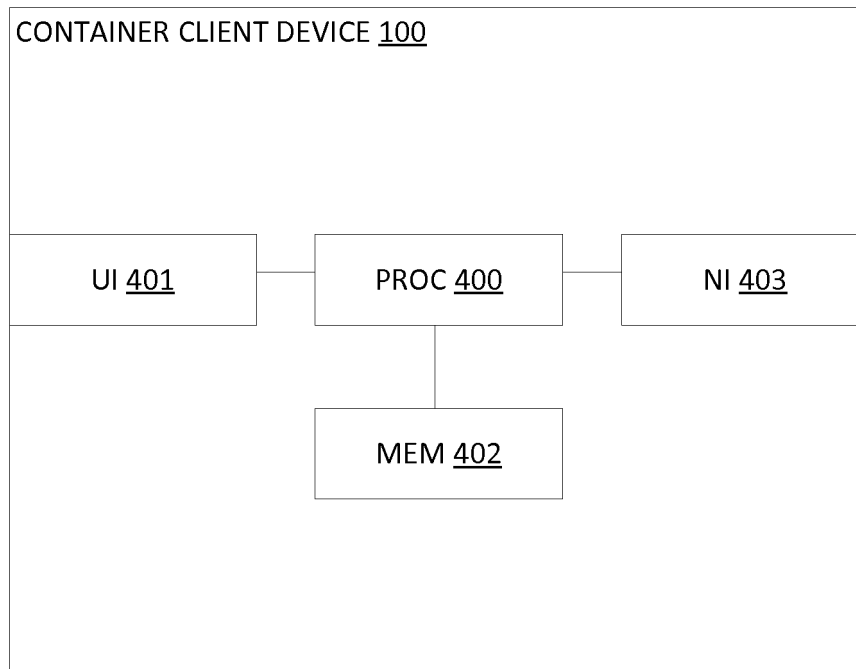 CONTAINER CLIENT DEVICE 100
UI 401
PROC 400
NI 403
MEM 402